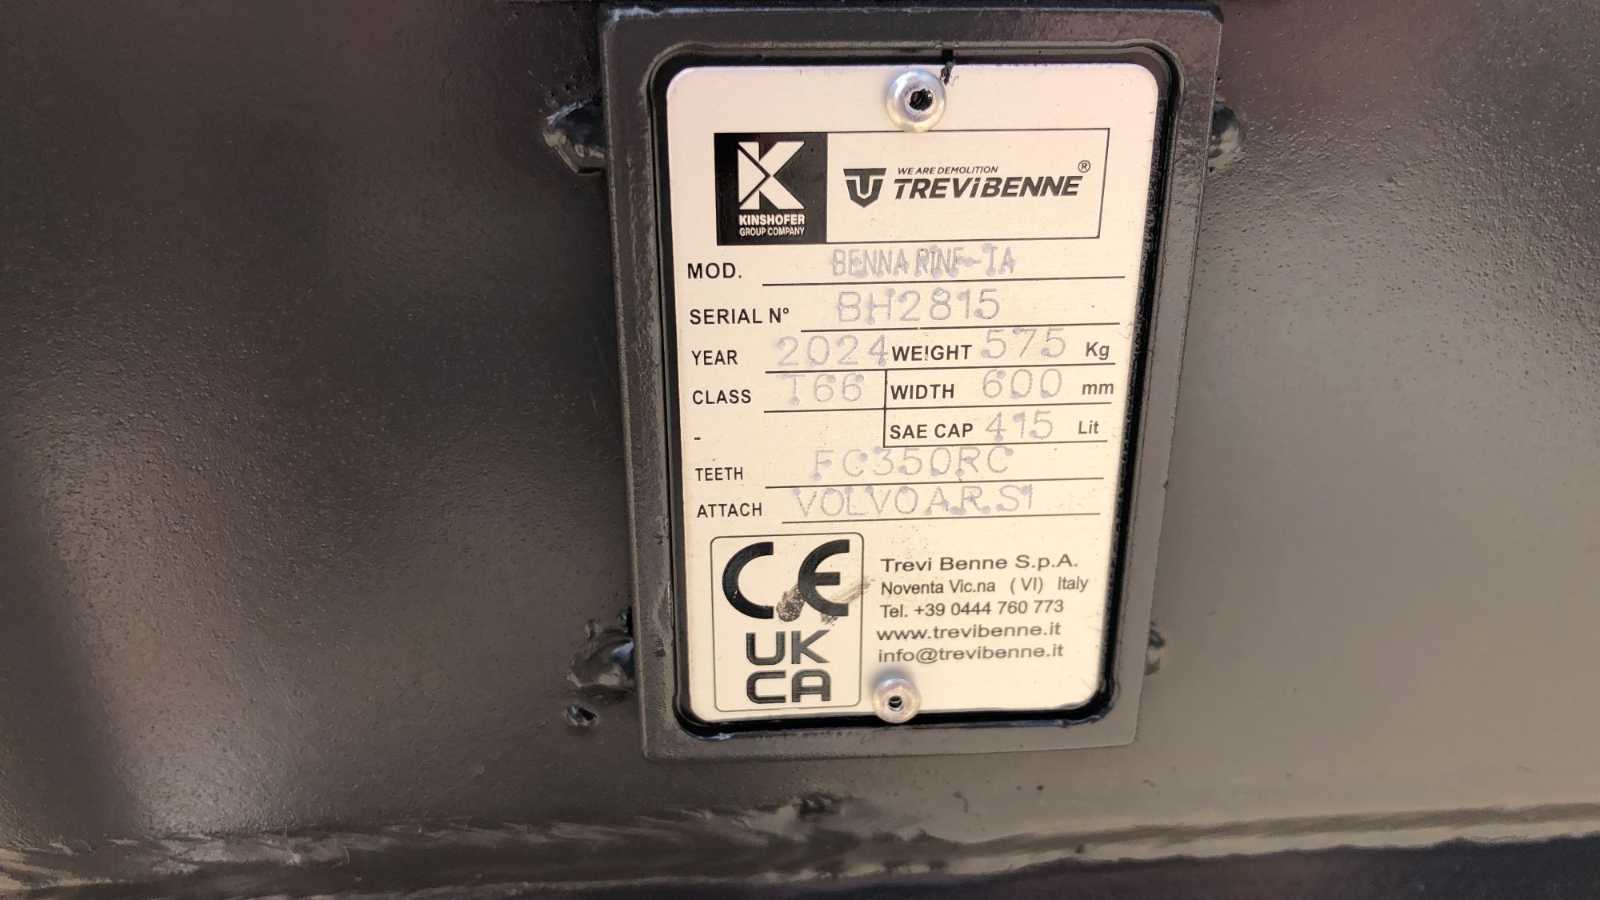 KINSHOFER
GROUP COMPANY
WE ARE DEMOLITION
TREViBENNE®
MOD. BENNA RINF-TA
SERIAL N° BH2815
YEAR 2024 WEIGHT 575 Kg
CLASS T66 WIDTH 600 mm
- SAE CAP 415 Lit
TEETH FC350RC
ATTACH VOLVO AR.S1
CE
UK
CA
Trevi Benne S.p.A.
Noventa Vic.na (VI) Italy
Tel. +39 0444 760 773
www.trevibenne.it
info@trevibenne.it